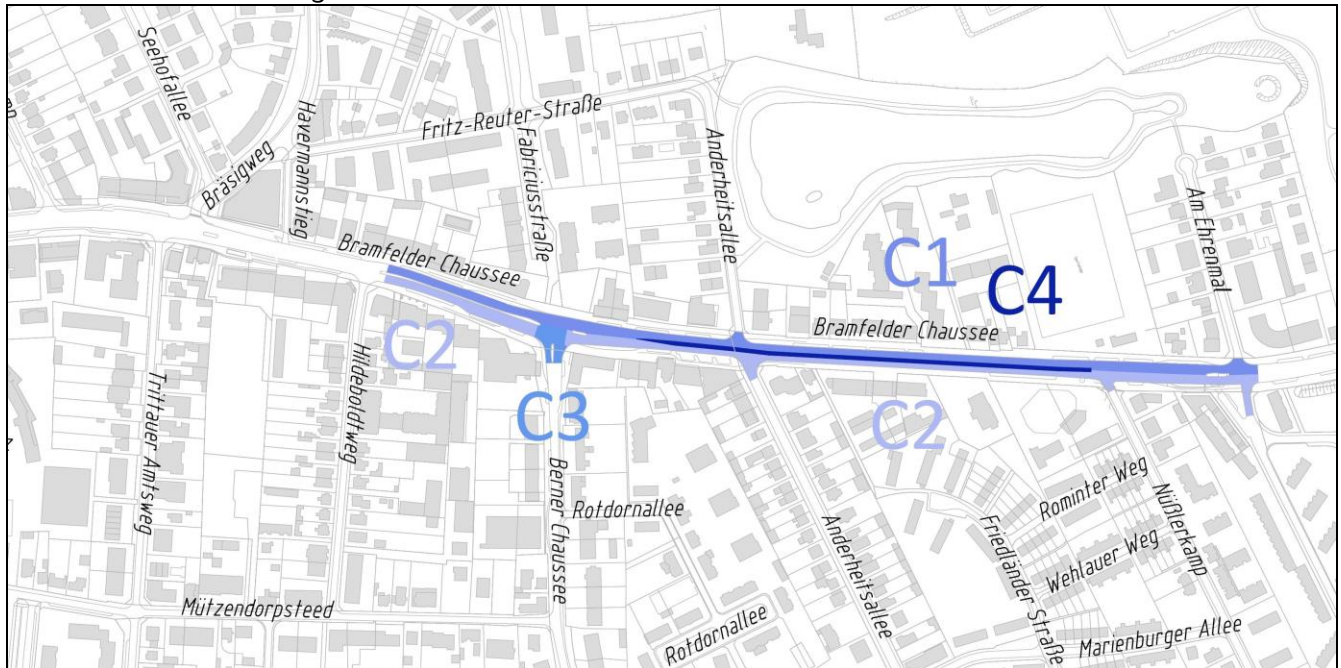 Seehofallee
Havermannstieg
Bräsigweg
Fritz-Reuter-Straße
Fabriciusstraße
Anderheitsallee
Am Ehrenmal
Bramfelder Chaussee
C1
C4
Bramfelder Chaussee
C2
Trittauer Amtsweg
Hildeboldtweg
C3
C2
Berner Chaussee
Rotdornallee
Anderheitsallee
Rominter Weg
Nüßlerkamp
Friedländer Straße
Wehlauer Weg
Mützendorpsteed
Rotdornallee
Marienburger Allee